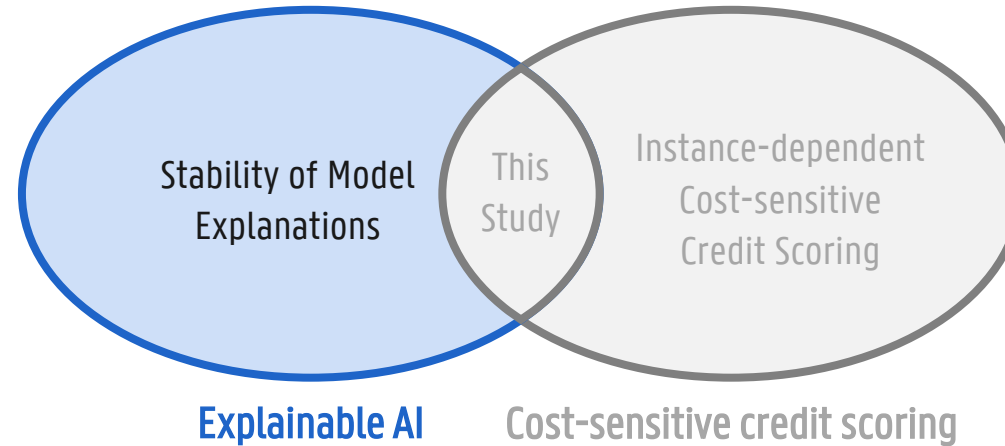 Stability of Model
Explanations
This
Study
Instance-dependent
Cost-sensitive
Credit Scoring
Explainable AI
Cost-sensitive credit scoring